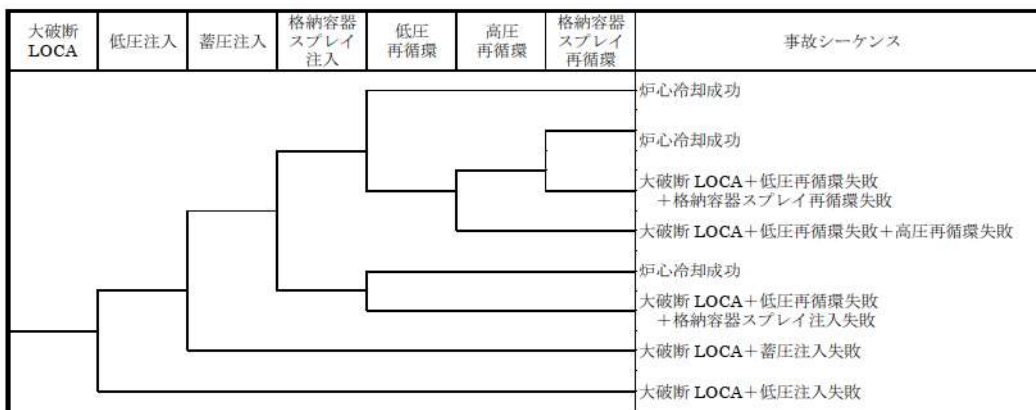 大破断
LOCA
低圧注入
蓄圧注入
格納容器
スプレイ
注入
低圧
再循環
高圧
再循環
格納容器
スプレイ
再循環
事故シーケンス
炉心冷却成功
炉心冷却成功
大破断 LOCA+低圧再循環失敗
+格納容器スプレイ再循環失敗
大破断 LOCA+低圧再循環失敗+高圧再循環失敗
炉心冷却成功
大破断 LOCA+低圧再循環失敗
+格納容器スプレイ注入失敗
大破断 LOCA+蓄圧注入失敗
大破断 LOCA+低圧注入失敗